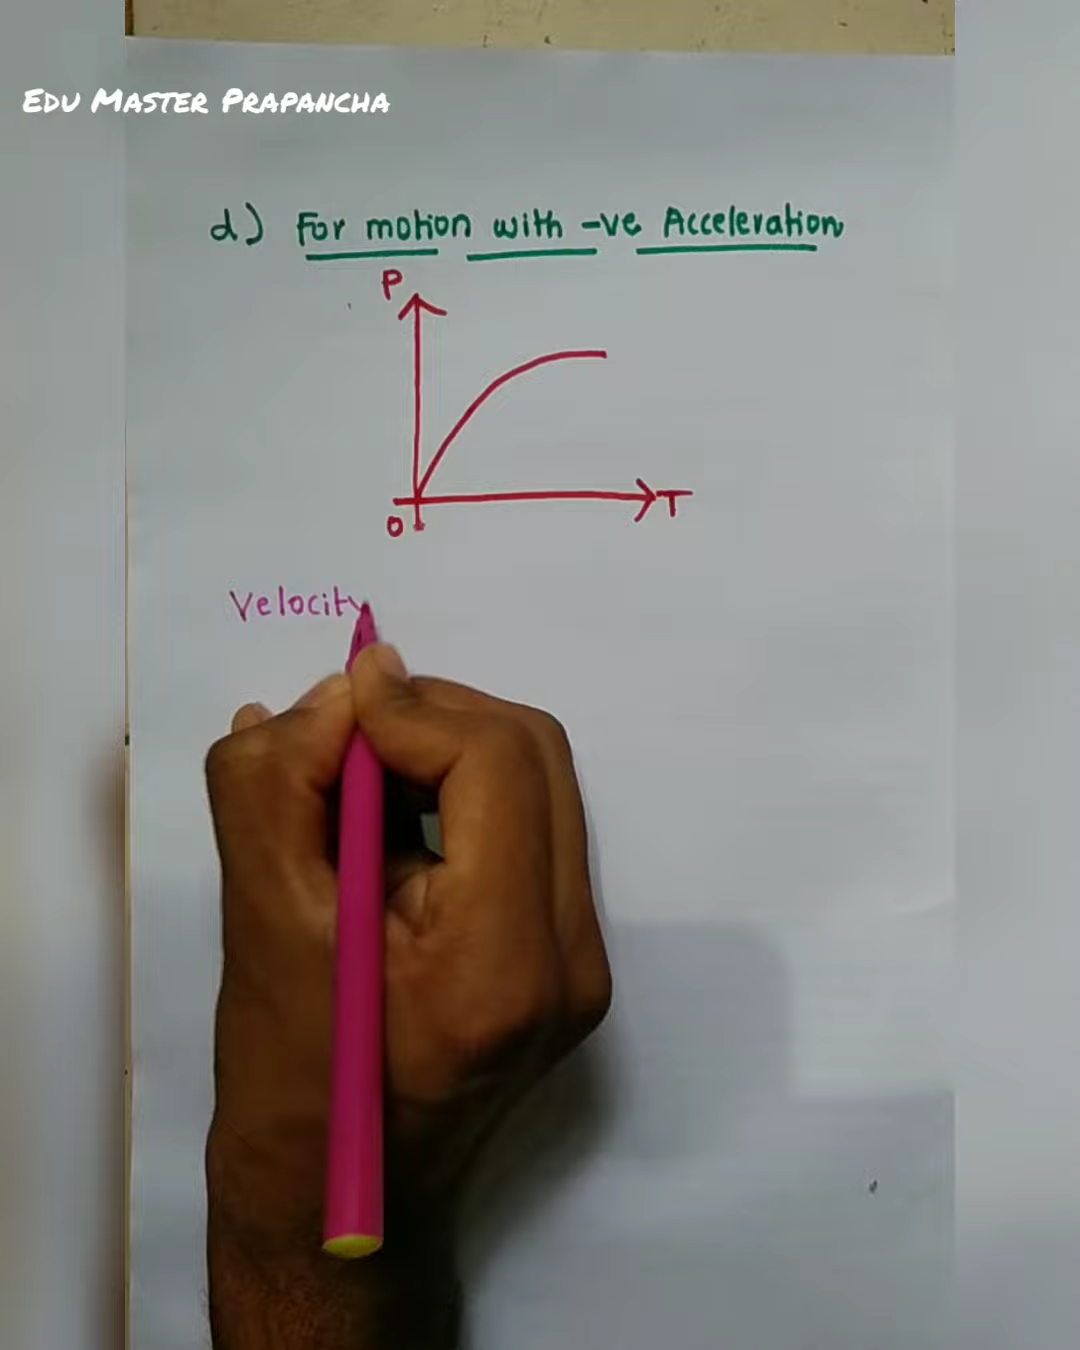 EDU MASTER PRAPANCHA
d) For motion with -ve Acceleration
P
T
O
Velocity